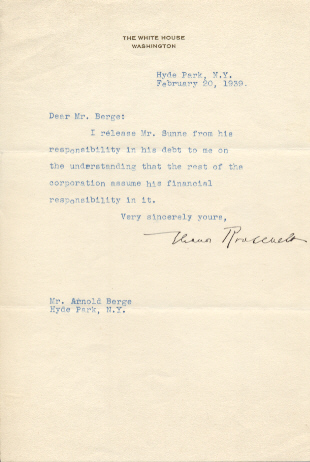 THE WHITE HOUSE
WASHINGTON
Hyde Park, N.Y.
February 20, 1939.
Dear Mr. Berge:
I release Mr. Sunne from his
responsibility in his debt to me on
the understanding that the rest of the
corporation assume his financial
responsibility in it.
Very sincerely yours,
Roosevelt
Mr. Arnold Berge
Hyde Park, N.Y.